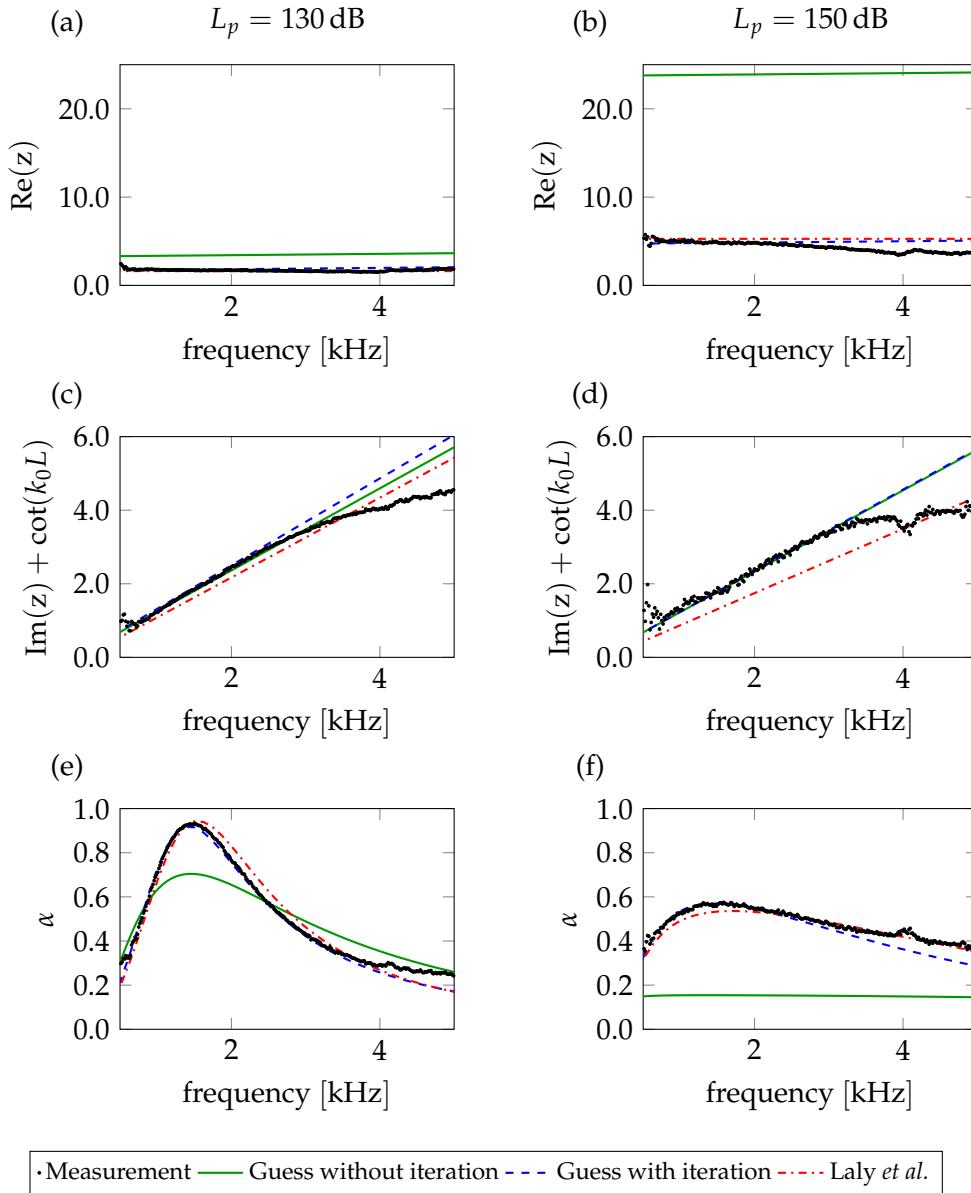 (a) L_p = 130 dB
(b) L_p = 150 dB
20.0
10.0
0.0
Re(z)
2 4
frequency [kHz]
20.0
10.0
0.0
Re(z)
2 4
frequency [kHz]
(c)
6.0
4.0
2.0
0.0
Im(z) + cot(k₀L)
2 4
frequency [kHz]
(d)
6.0
4.0
2.0
0.0
Im(z) + cot(k₀L)
2 4
frequency [kHz]
(e)
1.0
0.8
0.6
0.4
0.2
0.0
α
2 4
frequency [kHz]
(f)
1.0
0.8
0.6
0.4
0.2
0.0
α
2 4
frequency [kHz]
Measurement Guess without iteration Guess with iteration Laly et al.